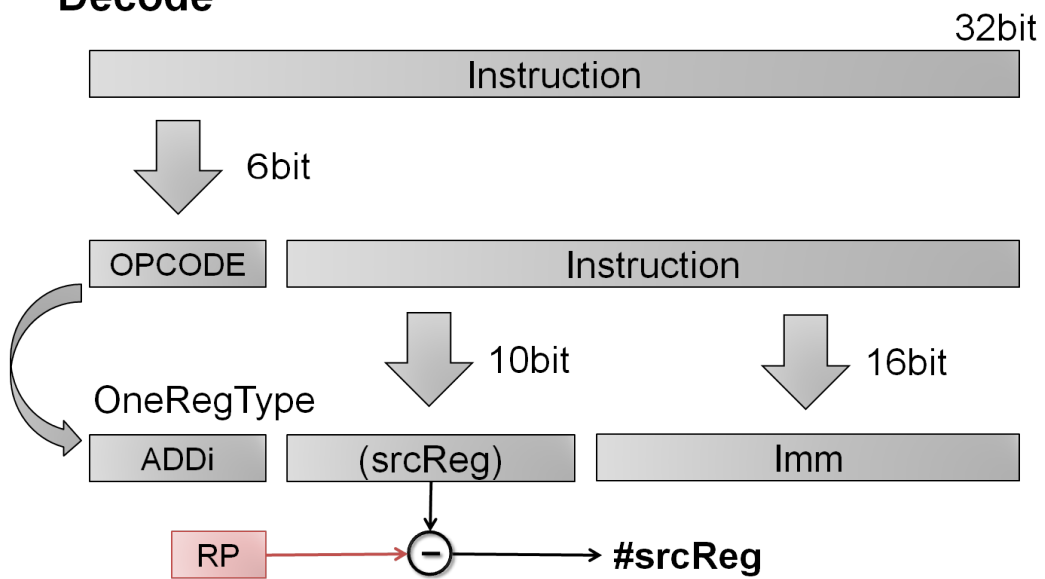 Decode
32bit
Instruction
6bit
OPCODE
Instruction
10bit
16bit
OneRegType
ADDi
(srcReg)
Imm
RP
−
#srcReg